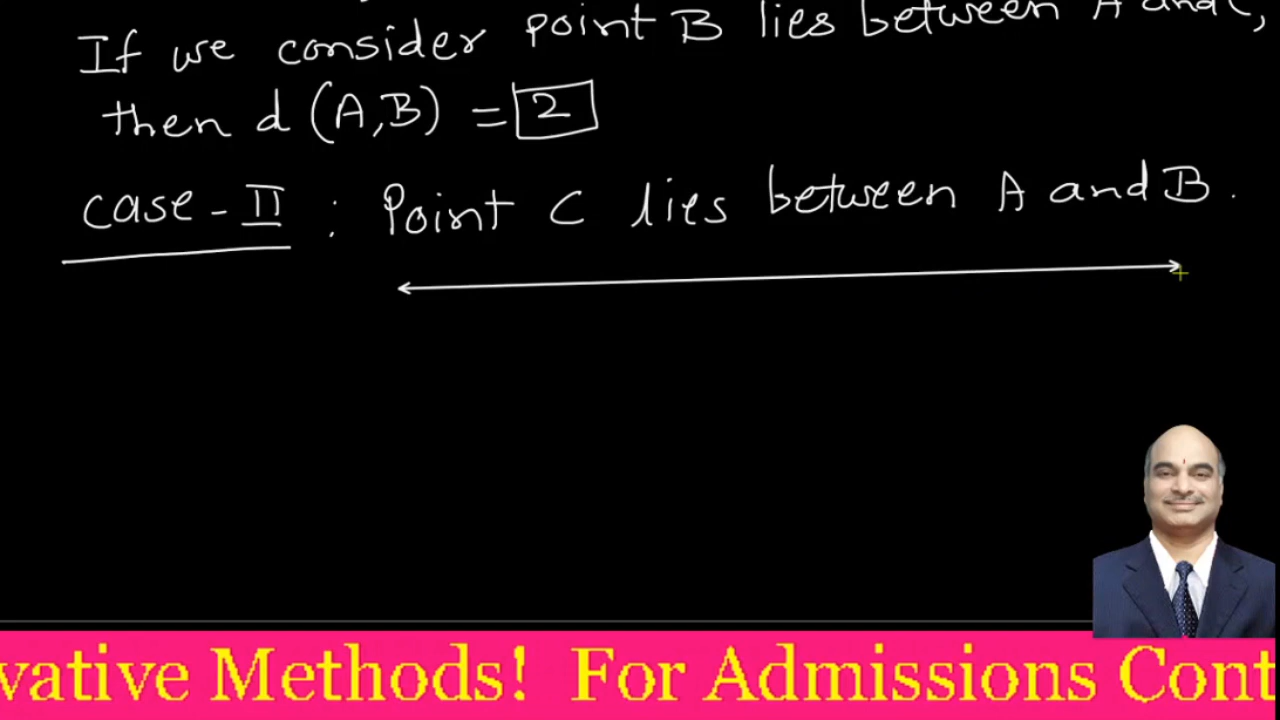 If we consider point B lies between A and C,
then d (A,B) = 2
case - II : Point C lies between A and B.
vative Methods! For Admissions Cont